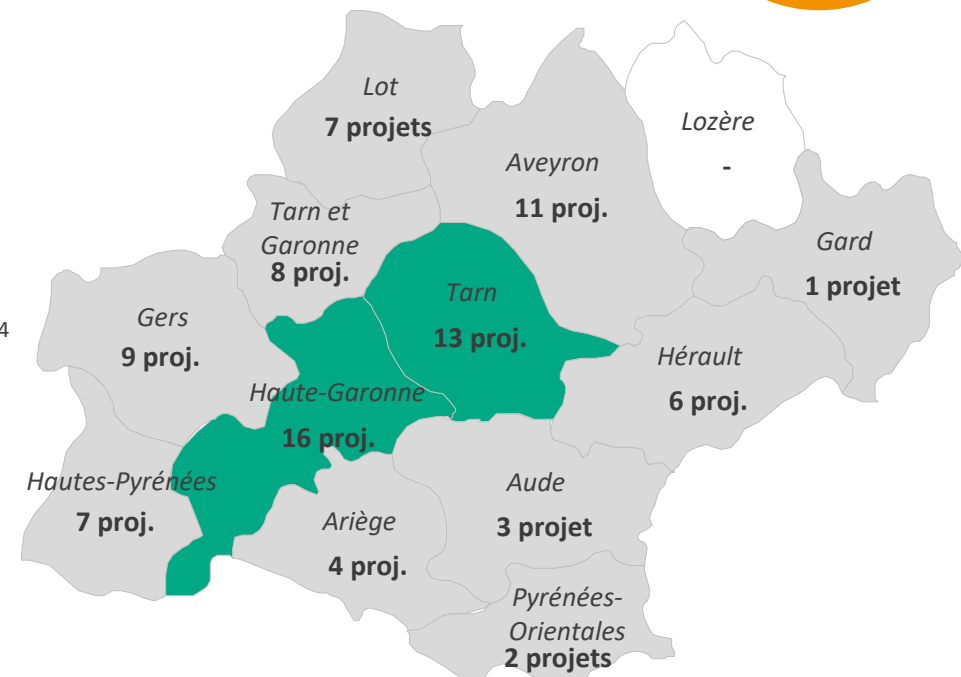 Lot
7 projets
Lozère
-
Aveyron
11 proj.
Tarn et
Garonne
8 proj.
Gard
1 projet
4
Gers
9 proj.
Tarn
13 proj.
Hérault
6 proj.
Haute-Garonne
16 proj.
Hautes-Pyrénées
7 proj.
Ariège
4 proj.
Aude
3 projet
Pyrénées-
Orientales
2 projets